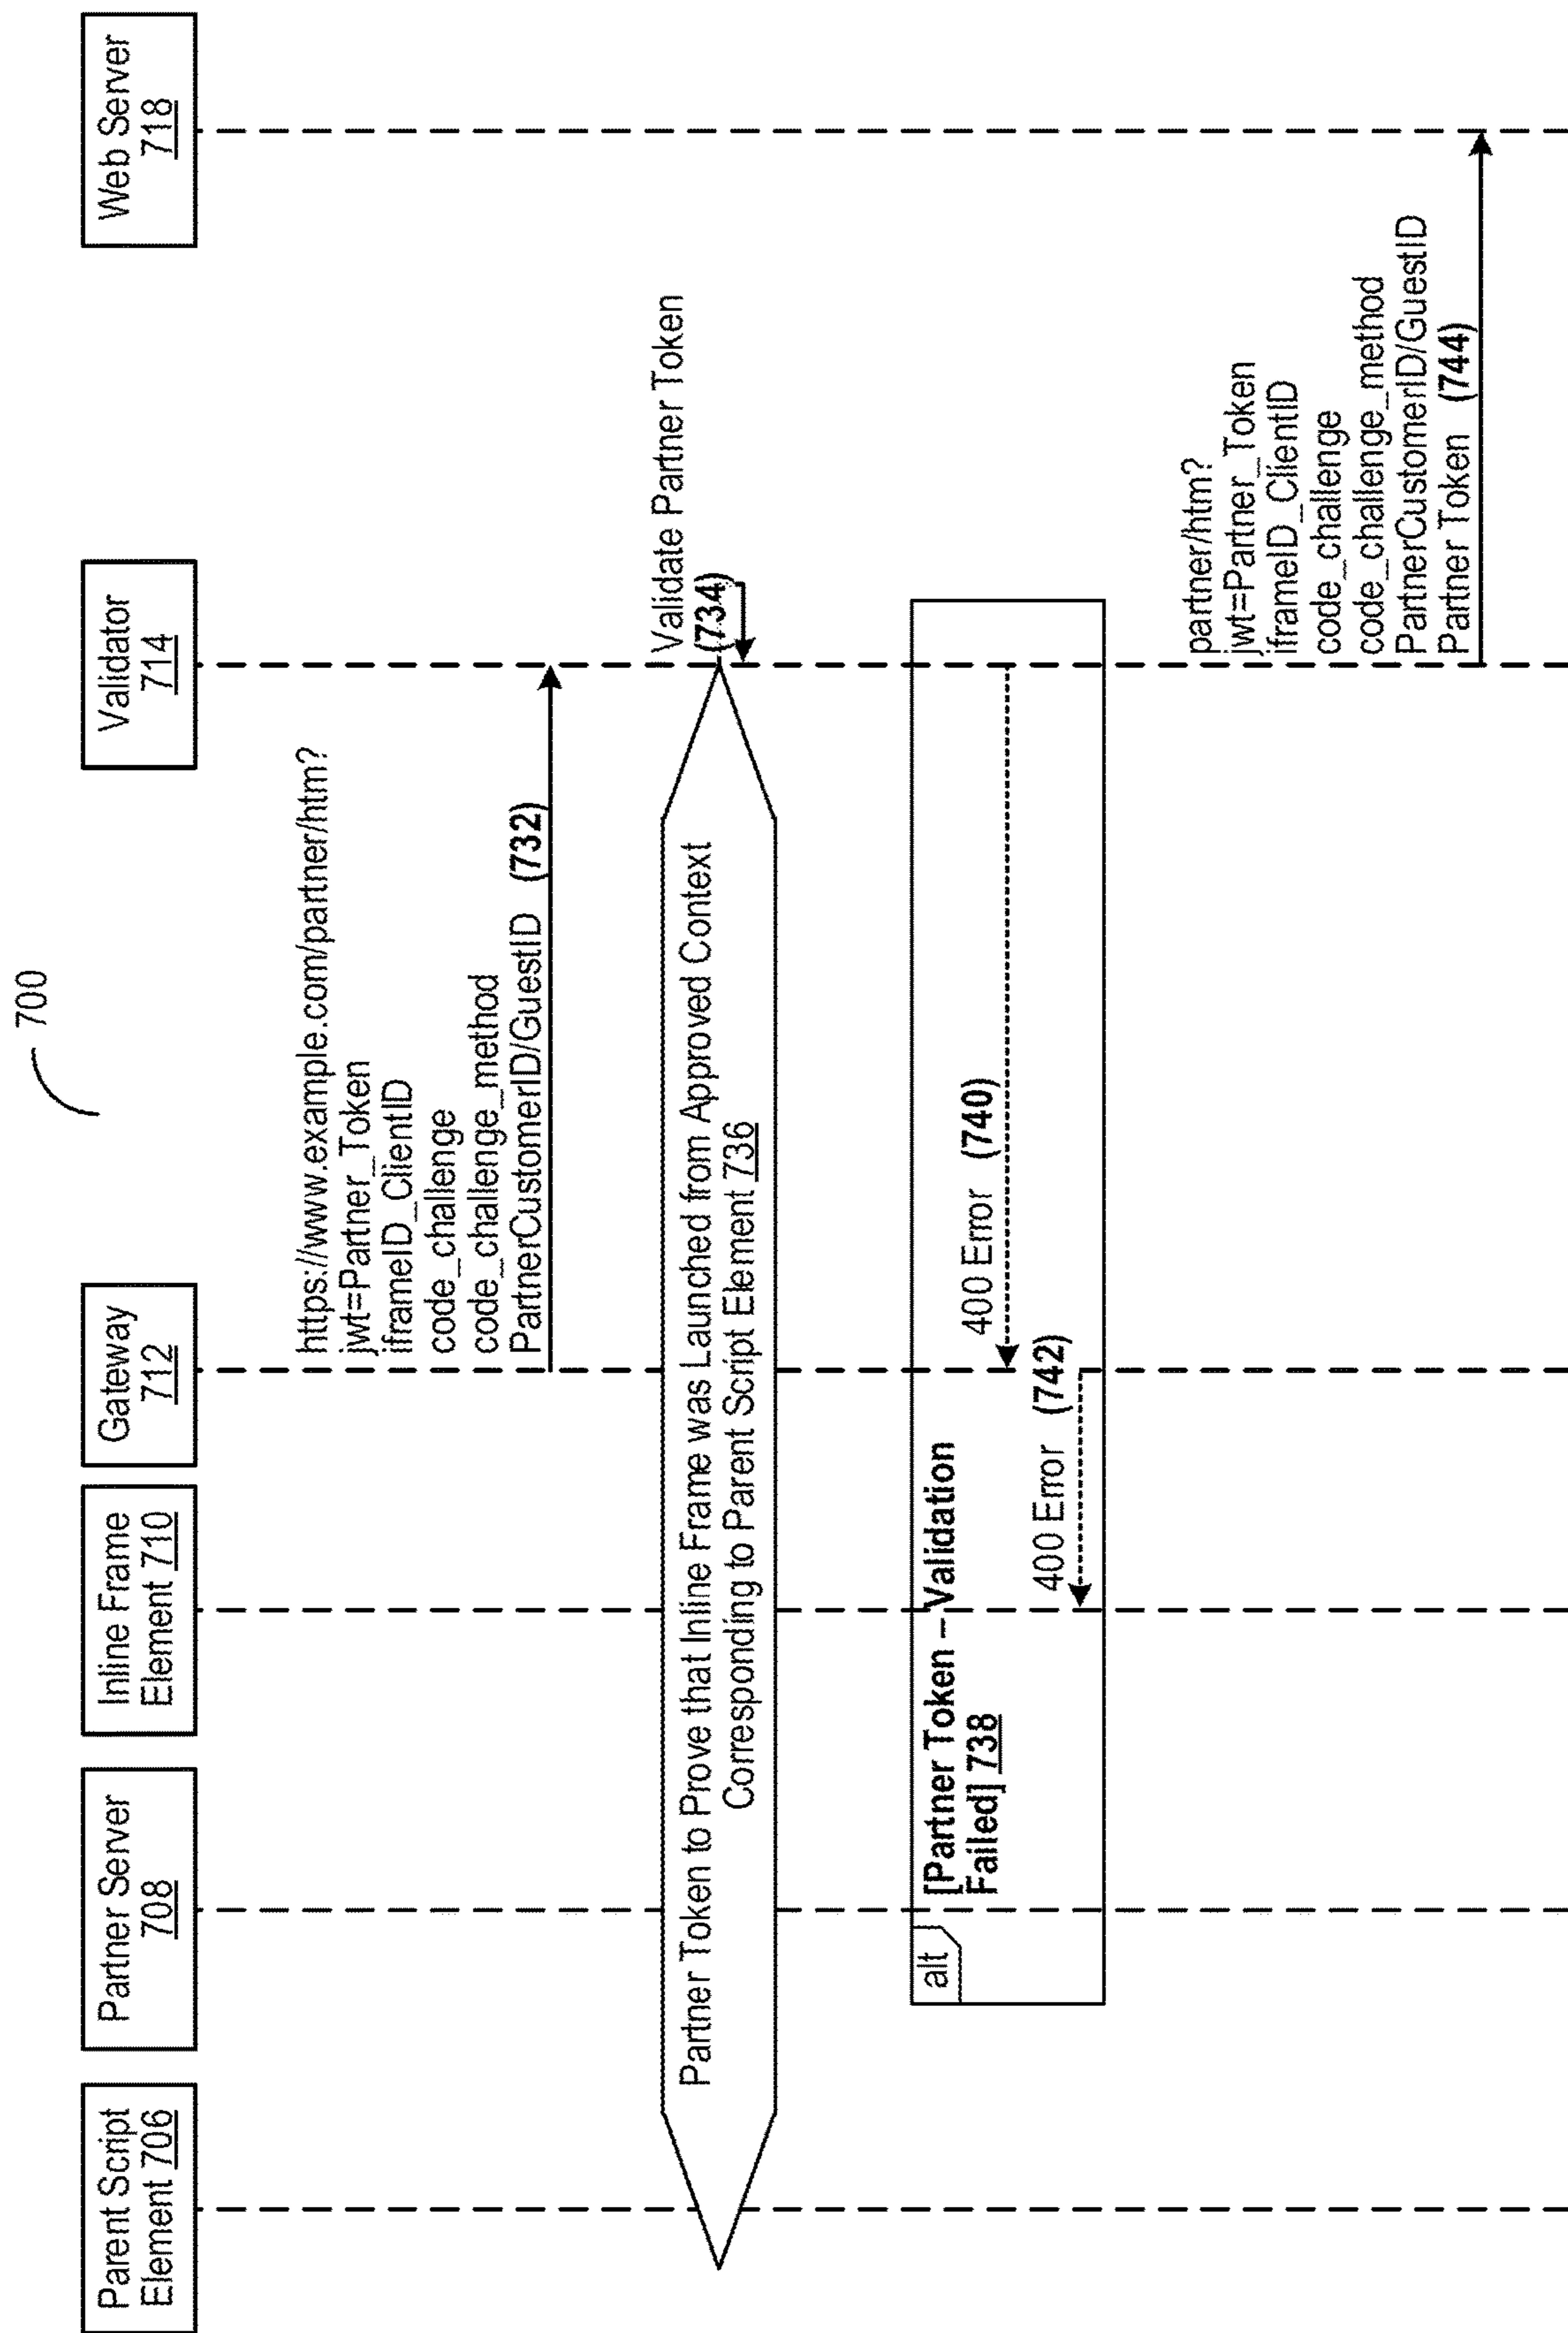 700
Parent Script
Element 706
Partner Server
708
Inline Frame
Element 710
Gateway
712
Validator
714
Web Server
718
https://www.example.com/partner/htm?
jwt=Partner_Token
iframeID_ClientID
code_challenge
code_challenge_method
PartnerCustomerID/GuestID (732)
Validate Partner Token
(734)
Partner Token to Prove that Inline Frame was Launched from Approved Context
Corresponding to Parent Script Element 736
alt
[Partner Token – Validation
Failed] 738
400 Error (740)
400 Error (742)
partner/htm?
jwt=Partner_Token
iframeID_ClientID
code_challenge
code_challenge_method
PartnerCustomerID/GuestID
Partner Token (744)